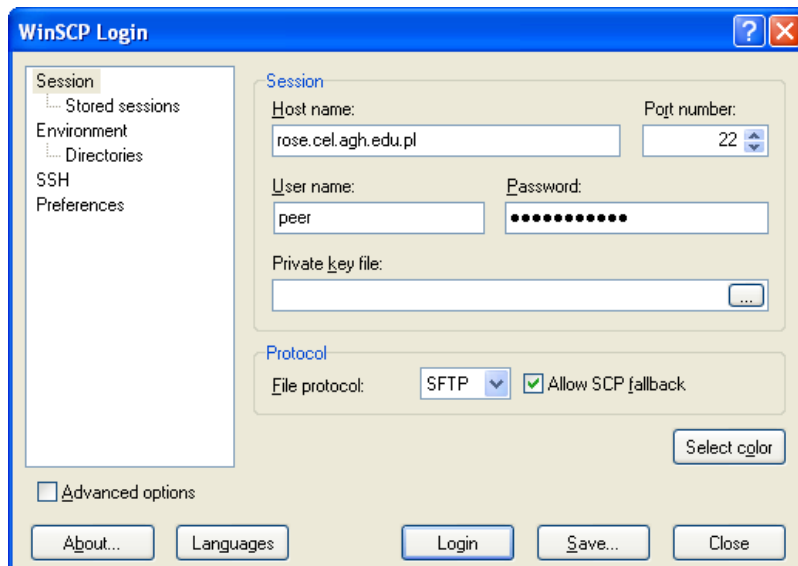 WinSCP Login
Session
Stored sessions
Environment
Directories
SSH
Preferences
Session
Host name:
Port number:
rose.cel.agh.edu.pl
22
User name:
Password:
peer
●●●●●●●●●●●
Private key file:
...
Protocol
File protocol:
SFTP
Allow SCP fallback
Select color
Advanced options
About...
Languages
Login
Save...
Close